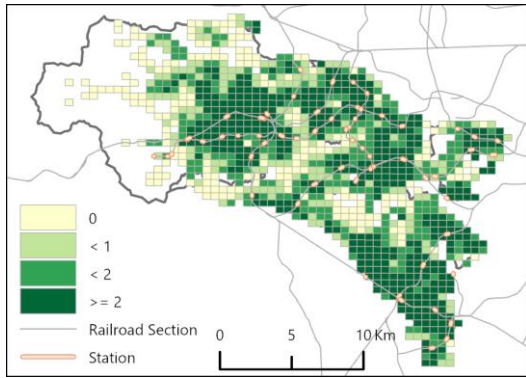 0
< 1
< 2
>= 2
Railroad Section
Station
0 5 10 Km